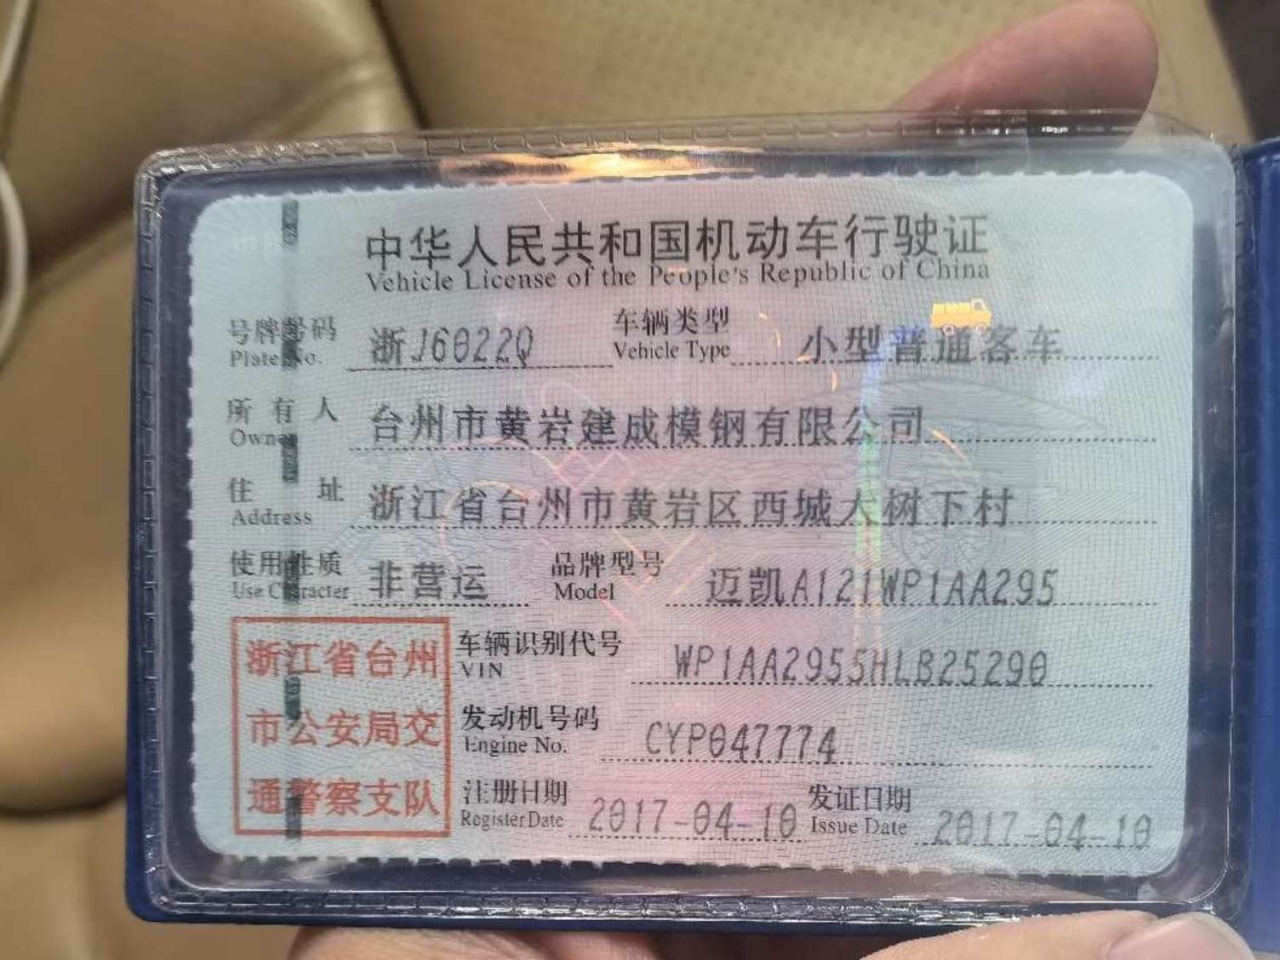 中华人民共和国机动车行驶证
Vehicle License of the People's Republic of China
号牌号码 浙J6022Q 车辆类型 小型普通客车
Plate No. Vehicle Type
所有人 台州市黄岩建成模钢有限公司
Owner
住址 浙江省台州市黄岩区西城大树下村
Address
使用性质 非营运 品牌型号 迈凯A121WP1AA295
Use Character Model
浙江省台州 车辆识别代号 WP1AA2955HLB25290
VIN
市公安局交 发动机号码 CYP047774
Engine No.
通警察支队 注册日期 2017-04-10 发证日期 2017-04-10
Register Date Issue Date